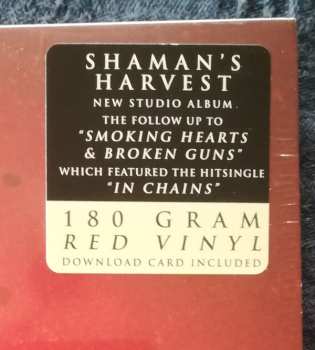 SHAMAN'S
HARVEST
NEW STUDIO ALBUM.
THE FOLLOW UP TO
"SMOKING HEARTS
& BROKEN GUNS"
WHICH FEATURED THE HITSINGLE
"IN CHAINS"
180 GRAM
RED VINYL
DOWNLOAD CARD INCLUDED